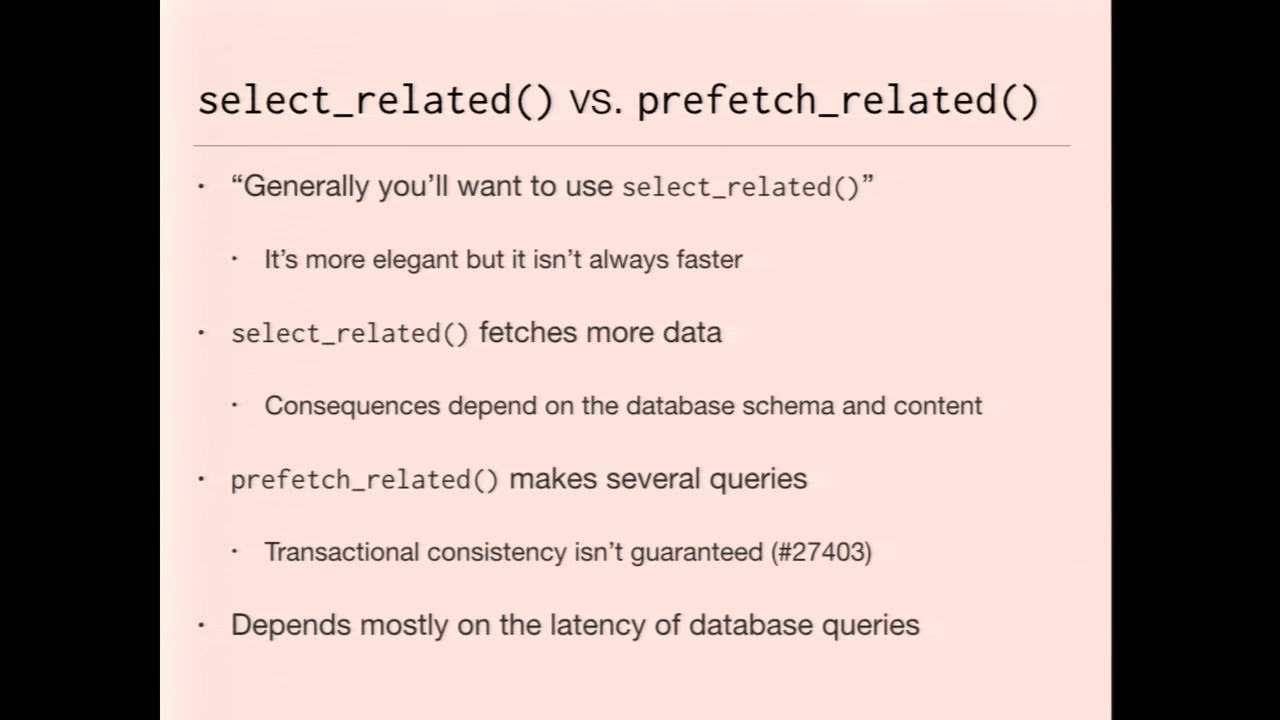 select_related() vs. prefetch_related()
• “Generally you’ll want to use select_related()”
• It’s more elegant but it isn’t always faster
• select_related() fetches more data
• Consequences depend on the database schema and content
• prefetch_related() makes several queries
• Transactional consistency isn’t guaranteed (#27403)
• Depends mostly on the latency of database queries